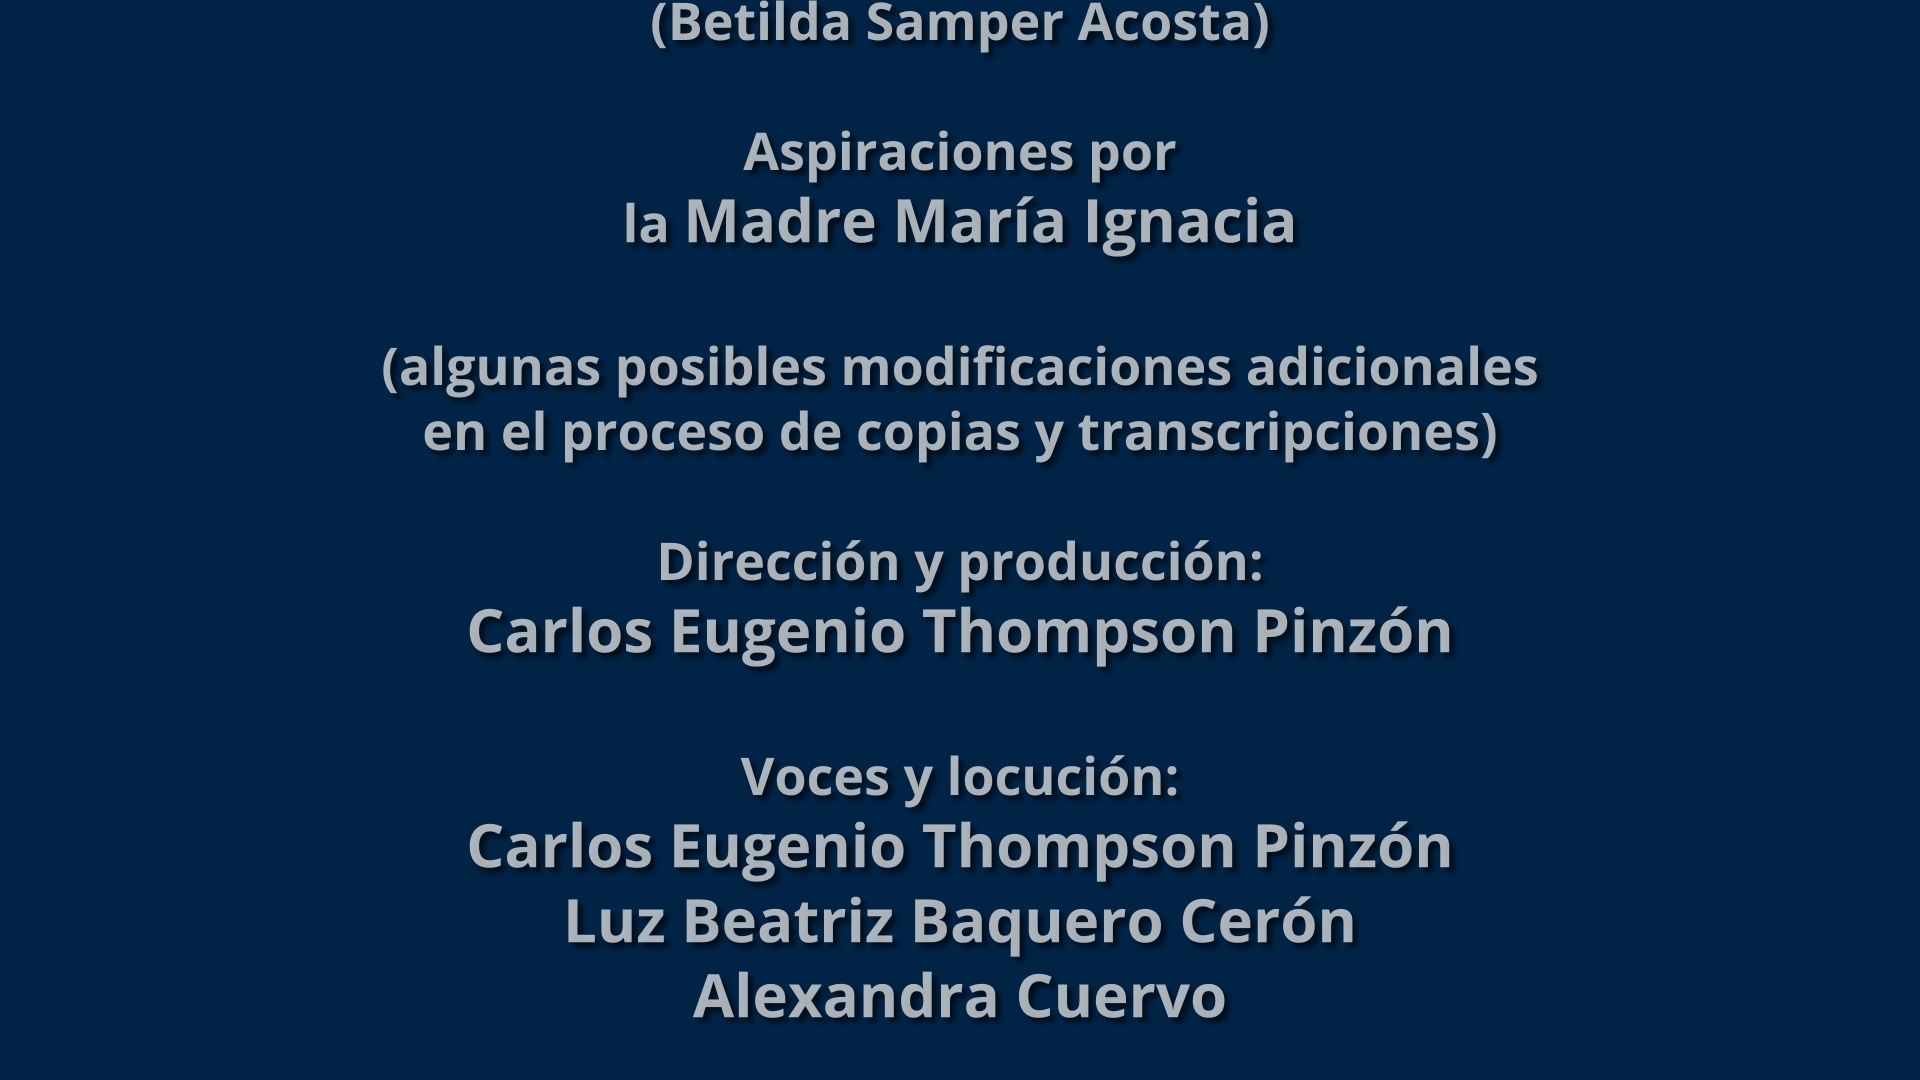 (Betilda Samper Acosta)
Aspiraciones por
la Madre María Ignacia
(algunas posibles modificaciones adicionales
en el proceso de copias y transcripciones)
Dirección y producción:
Carlos Eugenio Thompson Pinzón
Voces y locución:
Carlos Eugenio Thompson Pinzón
Luz Beatriz Baquero Cerón
Alexandra Cuervo